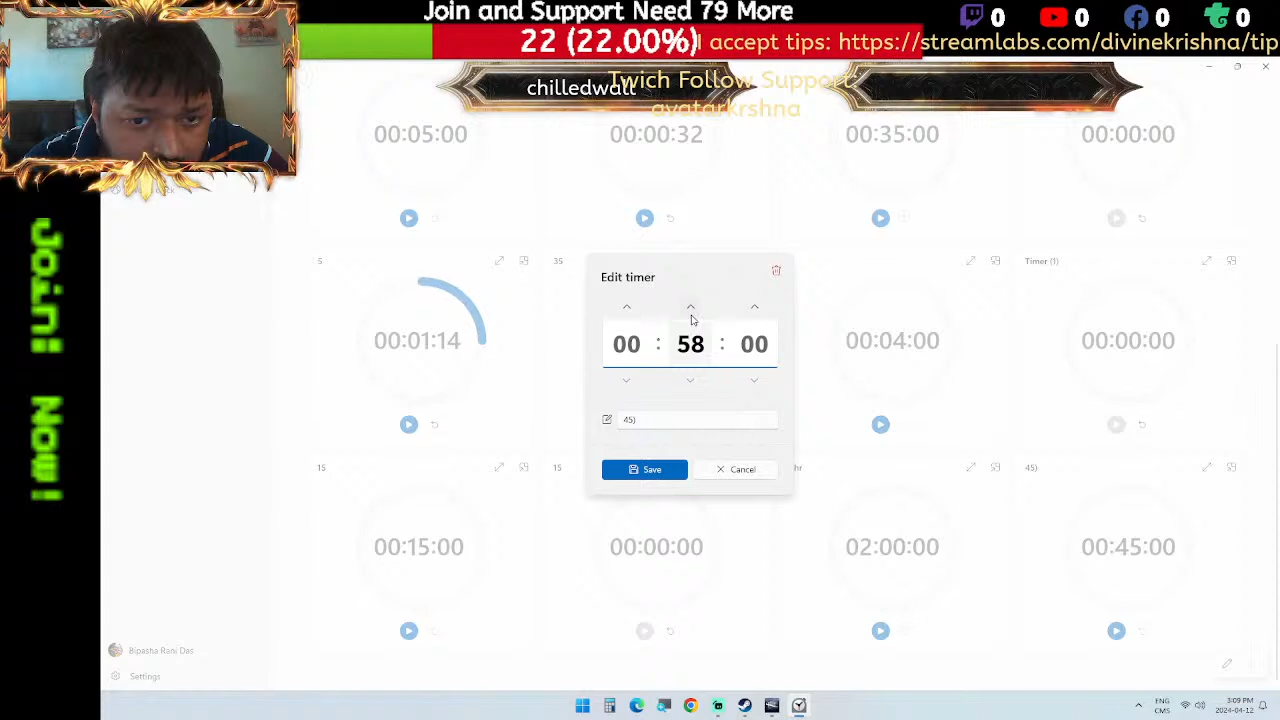 Join and Support Need 79 More
22 (22.00%)
I accept tips: https://streamlabs.com/divinekrishna/tip
0
0
0
0
chilledwall
Twich Follow Support
avatarkrshna
Join! Now!
00:05:00
00:00:32
00:35:00
00:00:00
5
35
Timer (1)
00:01:14
00:04:00
00:00:00
Edit timer
00 : 58 : 00
45)
Save
Cancel
15
15
hr
45)
00:15:00
00:00:00
02:00:00
00:45:00
Bipasha Rani Das
Settings
ENG
CMS
3:09 PM
2024-04-12